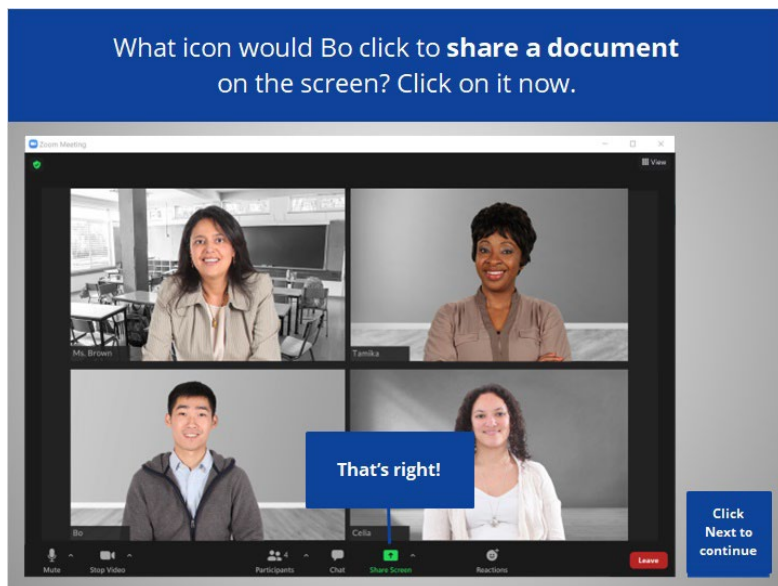 What icon would Bo click to share a document
on the screen? Click on it now.
Zoom Meeting
View
Ms. Brown
Tamika
That's right!
Bo
Celia
Click
Next to
continue
Mute
Stop Video
4
Participants
Chat
Share Screen
Reactions
Leave